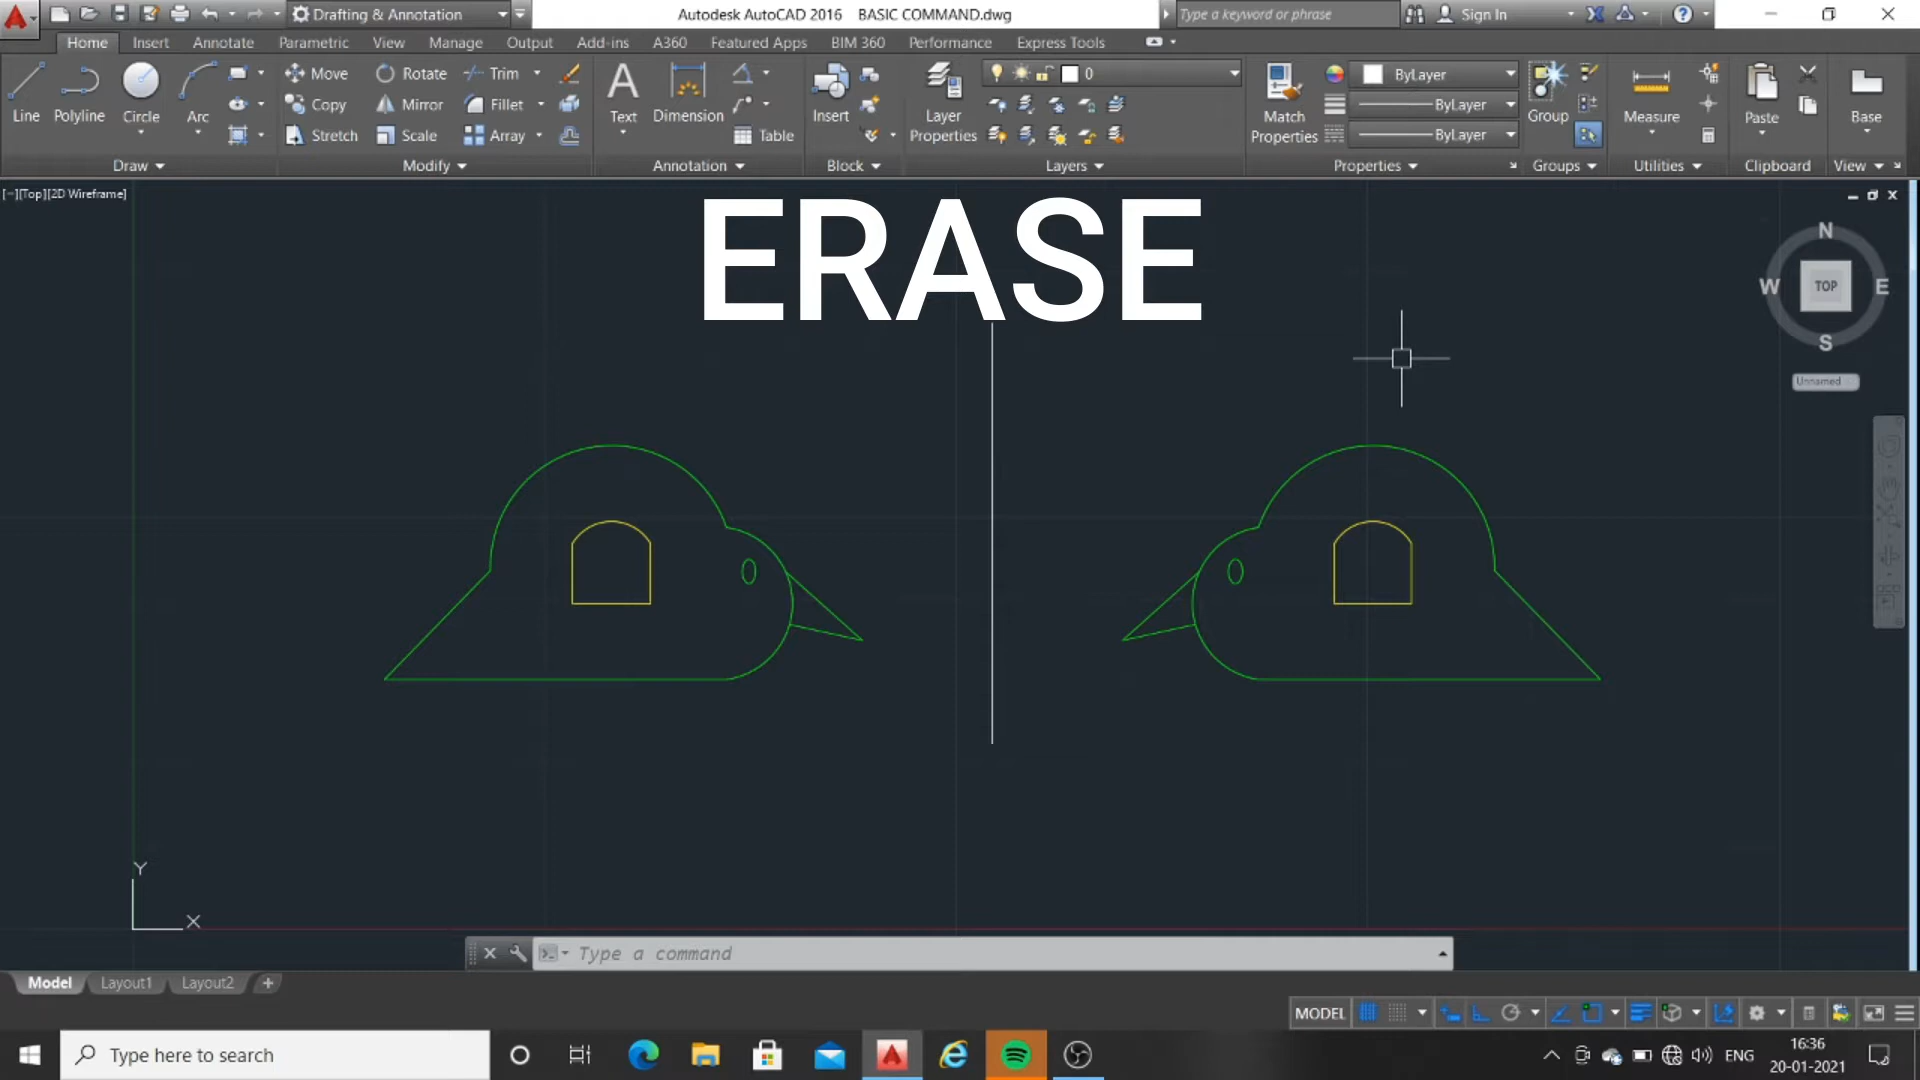 Drafting & Annotation
Autodesk AutoCAD 2016 BASIC COMMAND.dwg
Type a keyword or phrase
Sign In
Home Insert Annotate Parametric View Manage Output Add-ins A360 Featured Apps BIM 360 Performance Express Tools
Line Polyline Circle Arc
Move Rotate Trim
Copy Mirror Fillet
Stretch Scale Array
Text Dimension
Table
Insert
Layer Properties
0
Match Properties
ByLayer
ByLayer
ByLayer
Group
Measure
Paste
Base
Draw Modify Annotation Block Layers Properties Groups Utilities Clipboard View
[−][Top][2D Wireframe]
ERASE
N
W TOP E
S
Unnamed
Y
X
Type a command
Model Layout1 Layout2 +
MODEL
Type here to search
ENG
16:36
20-01-2021